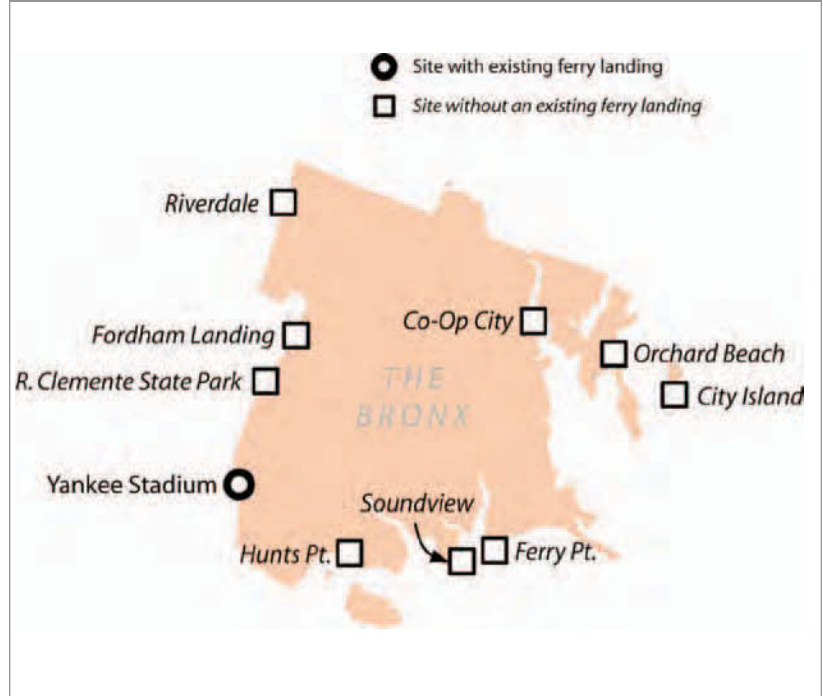 Site with existing ferry landing
Site without an existing ferry landing
Riverdale
Fordham Landing
Co-Op City
Orchard Beach
R. Clemente State Park
THE
BRONX
City Island
Yankee Stadium
Soundview
Hunts Pt.
Ferry Pt.